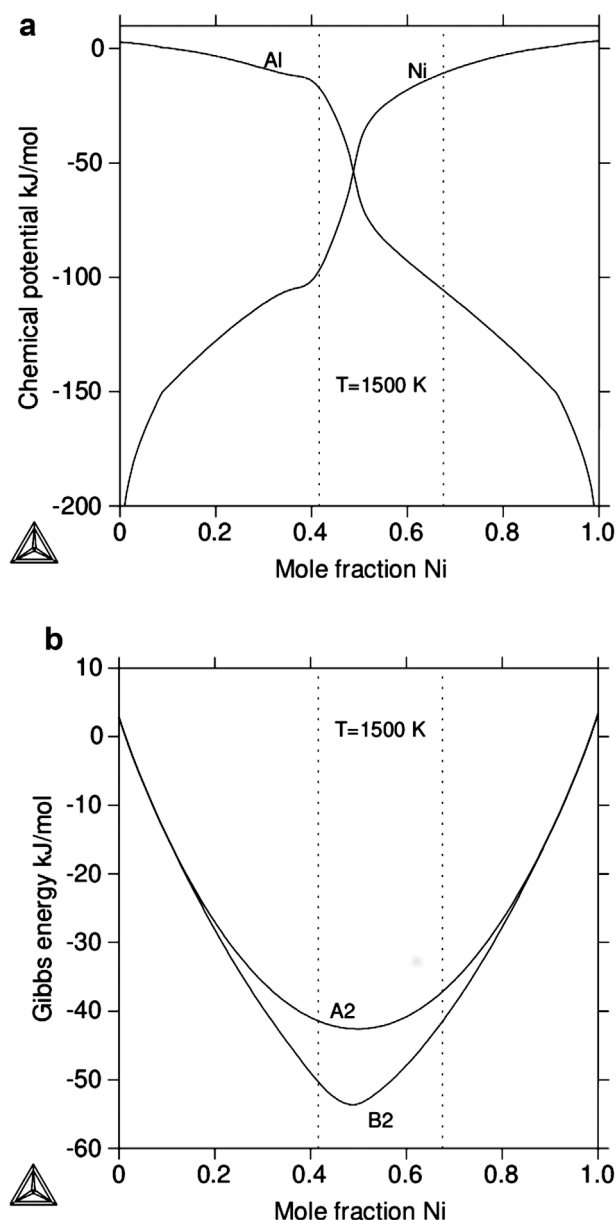 a
0
-50
-100
-150
-200
Chemical potential kJ/mol
Al
Ni
T=1500 K
0 0.2 0.4 0.6 0.8 1.0
Mole fraction Ni
b
10
0
-10
-20
-30
-40
-50
-60
Gibbs energy kJ/mol
T=1500 K
A2
B2
0 0.2 0.4 0.6 0.8 1.0
Mole fraction Ni